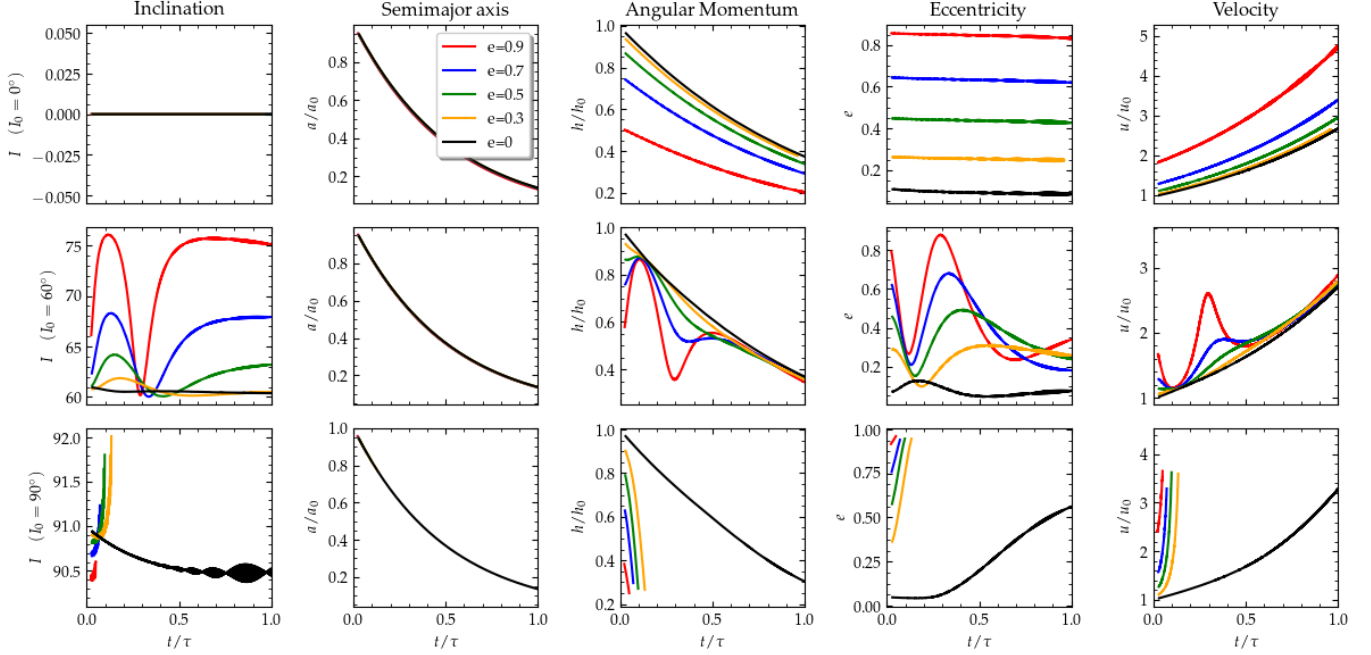 Inclination
Semimajor axis
Angular Momentum
Eccentricity
Velocity
I (I₀ = 0°)
0.050
0.025
0.000
−0.025
−0.050
a/a₀
0.8
0.6
0.4
0.2
e=0.9
e=0.7
e=0.5
e=0.3
e=0
h/h₀
1.0
0.8
0.6
0.4
0.2
e
0.8
0.6
0.4
0.2
u/u₀
5
4
3
2
1
I (I₀ = 60°)
75
70
65
60
a/a₀
0.8
0.6
0.4
0.2
h/h₀
1.0
0.8
0.6
0.4
0.2
e
0.8
0.6
0.4
0.2
0.0
u/u₀
3
2
1
I (I₀ = 90°)
92.0
91.5
91.0
90.5
0.0 0.5 1.0
t/τ
a/a₀
1.0
0.8
0.6
0.4
0.2
0.0 0.5 1.0
t/τ
h/h₀
1.0
0.8
0.6
0.4
0.2
0.0 0.5 1.0
t/τ
e
1.00
0.75
0.50
0.25
0.00
0.0 0.5 1.0
t/τ
u/u₀
4
3
2
1
0.0 0.5 1.0
t/τ